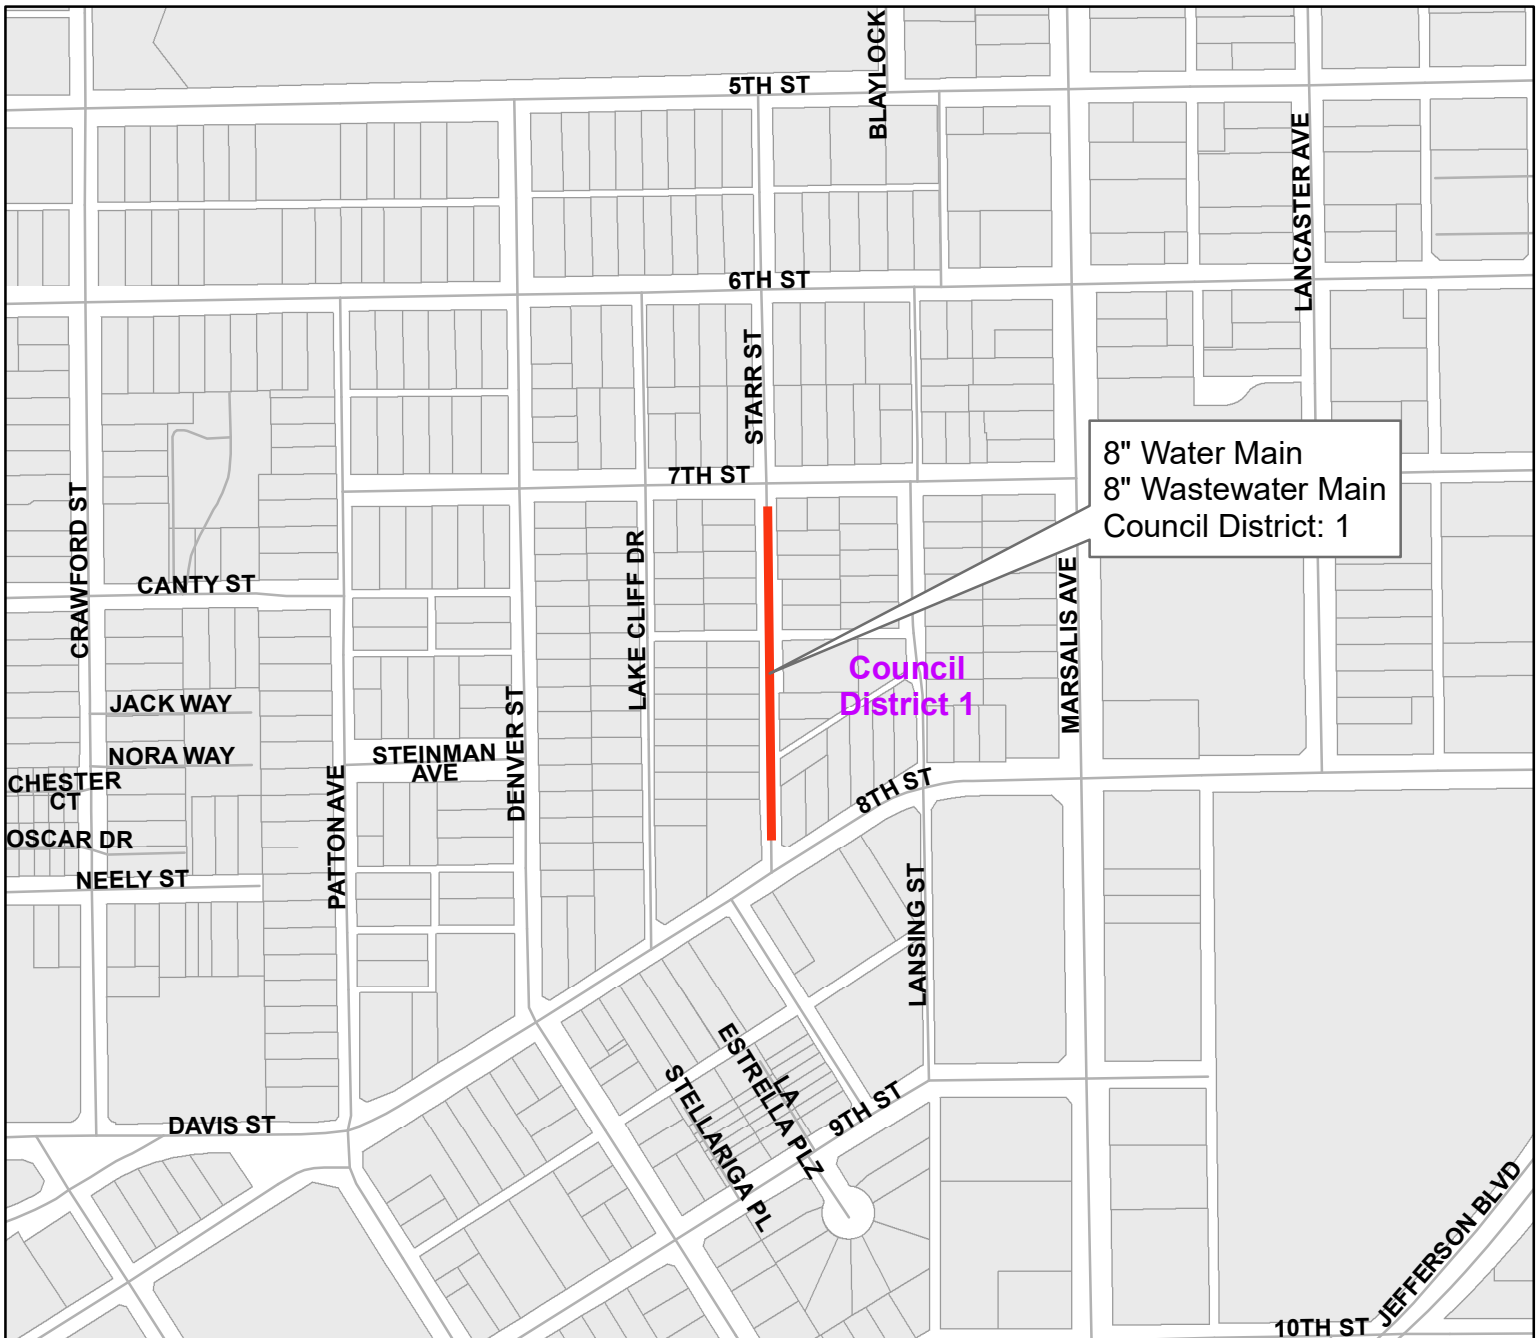 BLAYLOCK
5TH ST
LANCASTER AVE
6TH ST
STARR ST
7TH ST
8" Water Main
8" Wastewater Main
Council District: 1
CRAWFORD ST
CANTY ST
LAKE CLIFF DR
MARSALIS AVE
Council
District 1
JACK WAY
NORA WAY
STEINMAN
AVE
DENVER ST
CHESTER
CT
PATTON AVE
8TH ST
OSCAR DR
NEELY ST
LANSING ST
LA
ESTRELLA PLZ
STELLARIGA PL
9TH ST
DAVIS ST
JEFFERSON BLVD
10TH ST